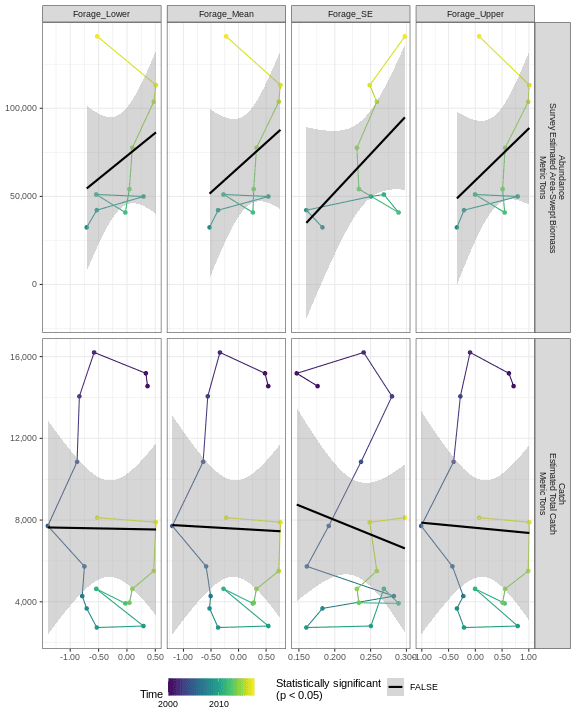 Forage_Lower Forage_Mean Forage_SE Forage_Upper
100,000
50,000
0
Abundance
Survey Estimated Area-Swept Biomass
Metric Tons
16,000
12,000
8,000
4,000
Catch
Estimated Total Catch
Metric Tons
-1.00 -0.50 0.00 0.50 -1.00 -0.50 0.00 0.50 0.150 0.200 0.250 0.300 -1.00 -0.50 0.00 0.50 1.00
Time
2000 2010
Statistically significant
(p < 0.05)
FALSE